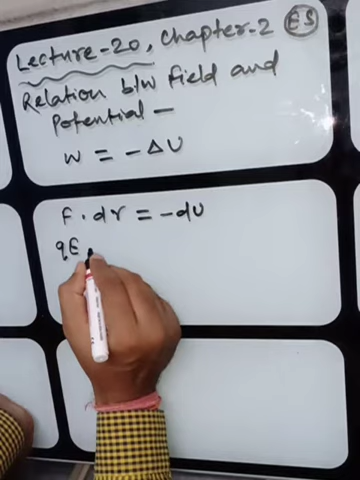 Lecture-20, Chapter-2 ES
Relation b/w Field and
Potential —
W = - ΔU
F . dr = -dU
qE .